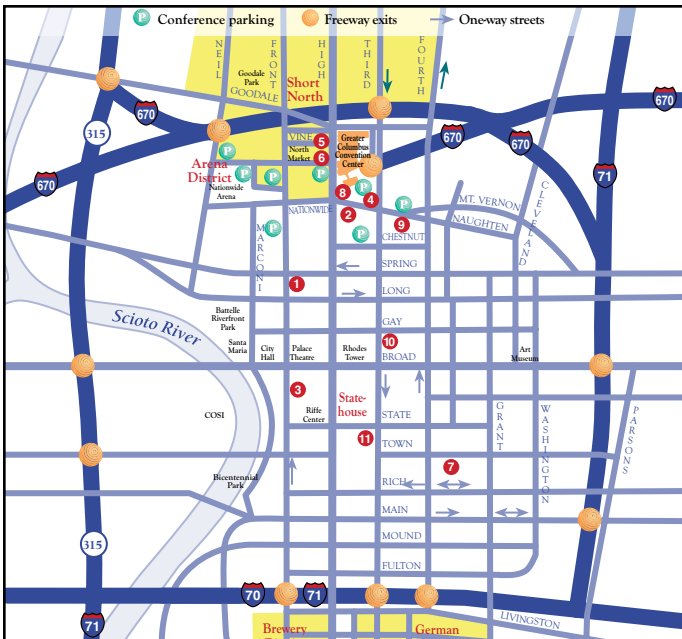 P Conference parking Freeway exits One-way streets
NEIL
FRONT
HIGH
THIRD
FOURTH
Goodale
Park
GOODALE
Short
North
670
315
670
670
670
670
71
VINE
5
North
Market
6
Greater
Columbus
Convention
Center
P
Arena
District
P
P
P
P
Nationwide
Arena
8
4
P
P
2
9
NATIONWIDE
MT. VERNON
NAUGHTEN
CLEVELAND
MARCONI
P
P
CHESTNUT
SPRING
1
LONG
Battelle
Riverfront
Park
GAY
Scioto River
Santa
Maria
City
Hall
Palace
Theatre
Rhodes
Tower
10
BROAD
Art
Museum
3
State-
house
COSI
Riffe
Center
STATE
GRANT
WASHINGTON
PARSONS
11
TOWN
7
Bicentennial
Park
RICH
MAIN
MOUND
315
FULTON
70
71
71
LIVINGSTON
Brewery
German